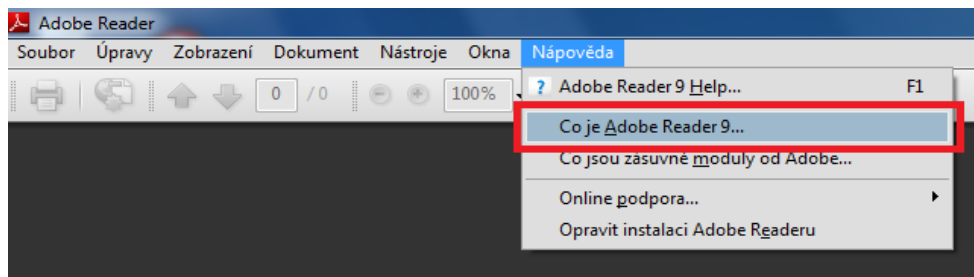 Adobe Reader
Soubor Úpravy Zobrazení Dokument Nástroje Okna Nápověda
0 / 0 100%
? Adobe Reader 9 Help... F1
Co je Adobe Reader 9...
Co jsou zásuvné moduly od Adobe...
Online podpora...
Opravit instalaci Adobe Readeru